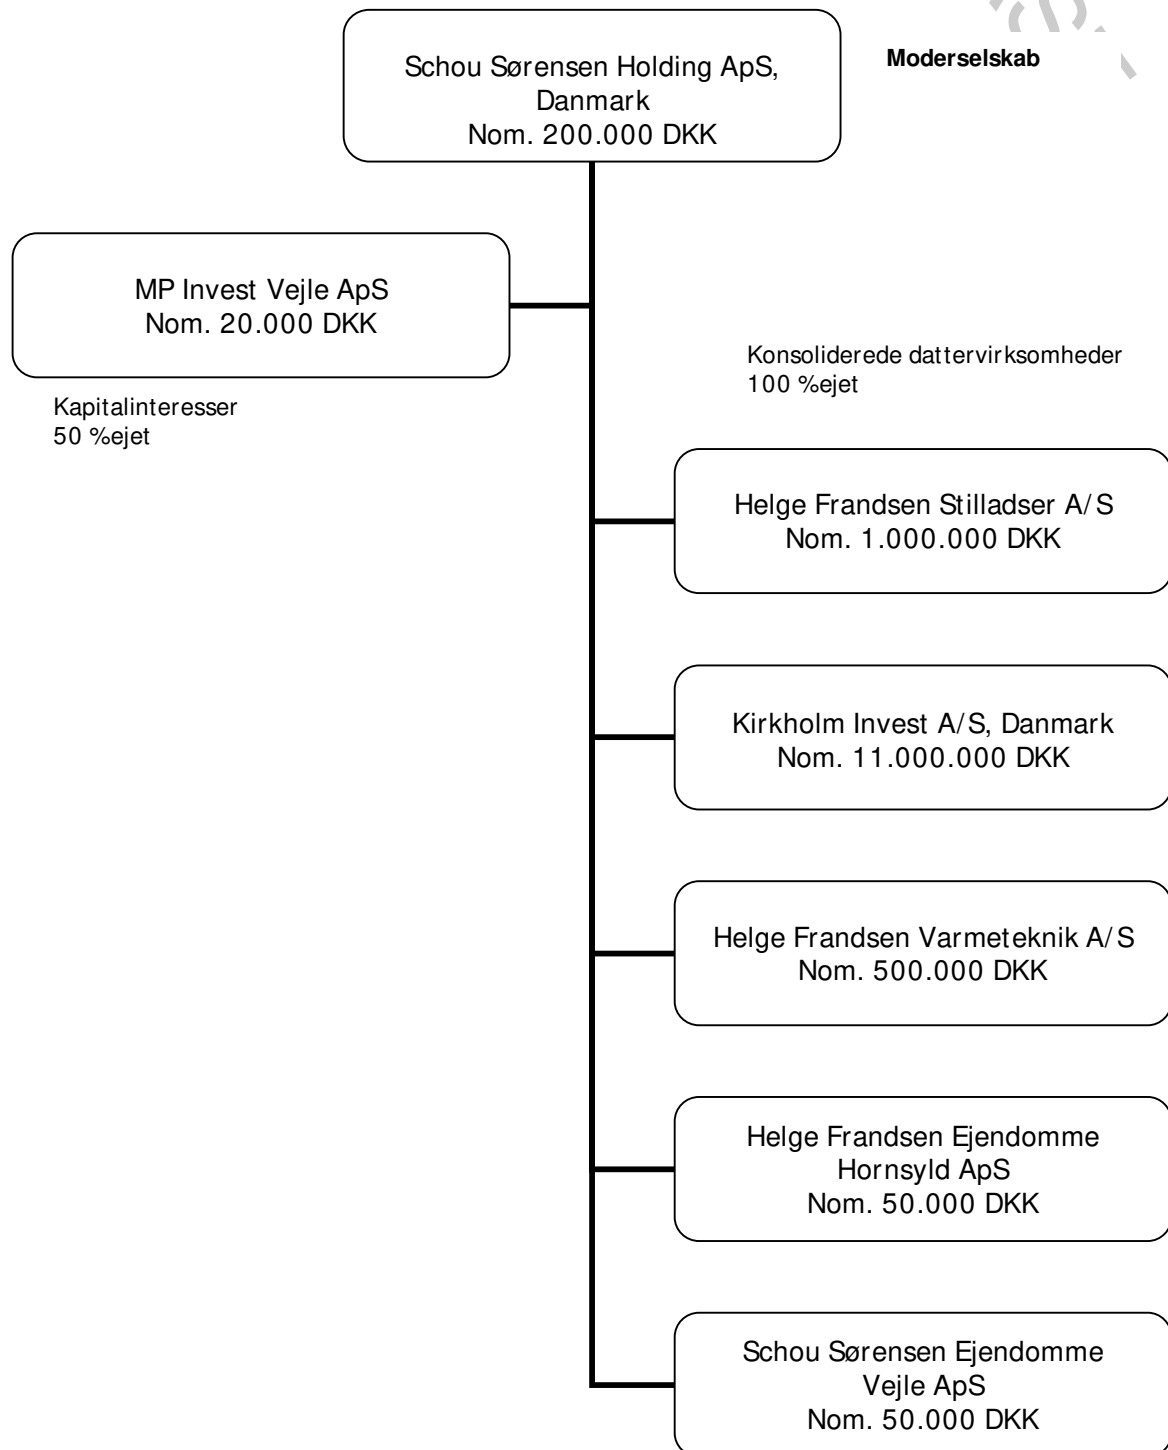 Schou Sørensen Holding ApS,
Danmark
Nom. 200.000 DKK
Moderselskab
MP Invest Vejle ApS
Nom. 20.000 DKK
Kapitalinteresser
50 %ejet
Konsoliderede dattervirksomheder
100 %ejet
Helge Frandsen Stilladser A/S
Nom. 1.000.000 DKK
Kirkholm Invest A/S, Danmark
Nom. 11.000.000 DKK
Helge Frandsen Varmeteknik A/S
Nom. 500.000 DKK
Helge Frandsen Ejendomme
Hornsyld ApS
Nom. 50.000 DKK
Schou Sørensen Ejendomme
Vejle ApS
Nom. 50.000 DKK